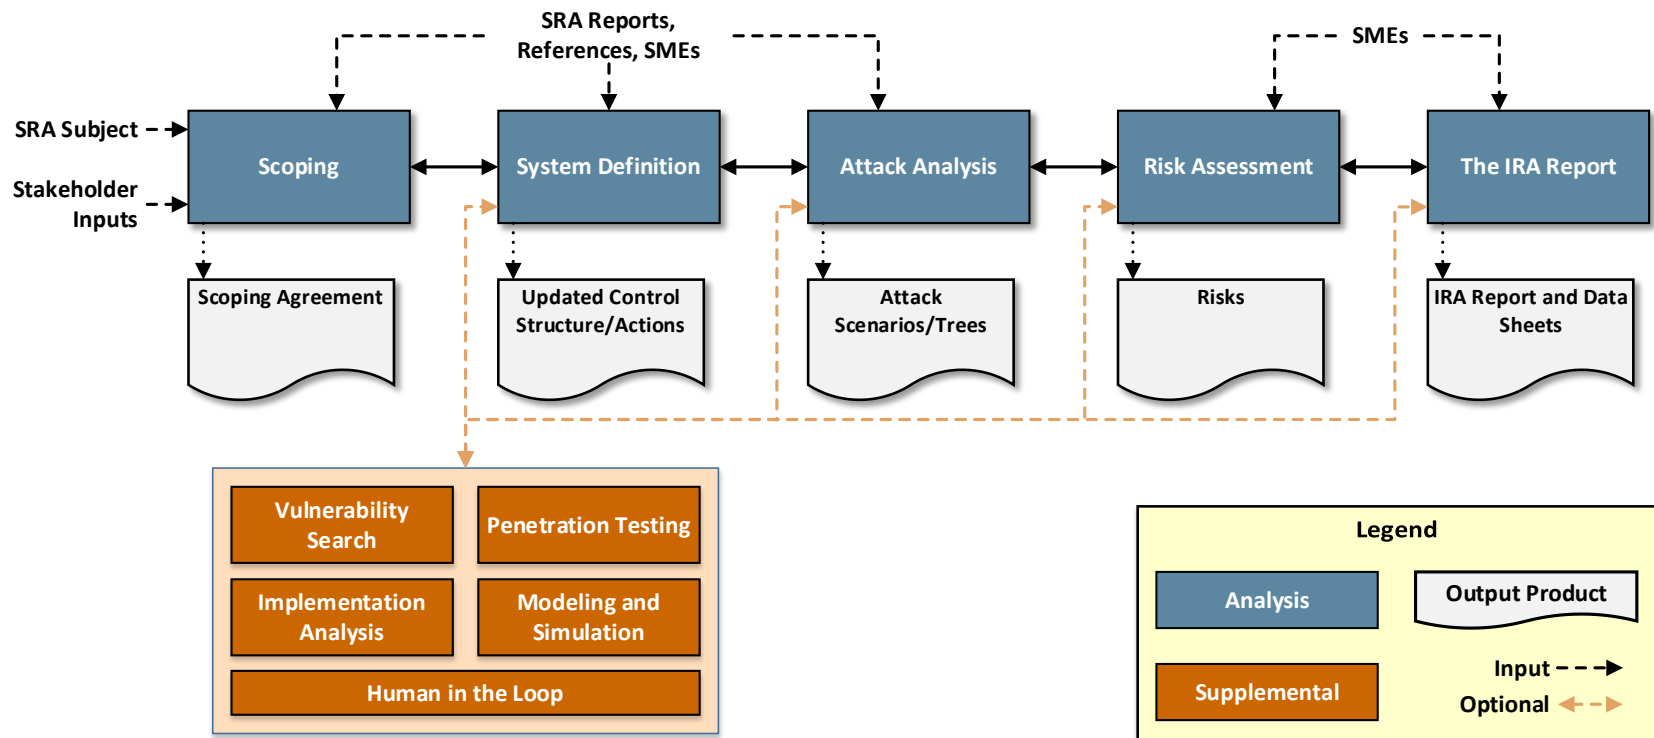 SRA Reports,
References, SMEs
SMEs
SRA Subject
Stakeholder
Inputs
Scoping
System Definition
Attack Analysis
Risk Assessment
The IRA Report
Scoping Agreement
Updated Control
Structure/Actions
Attack
Scenarios/Trees
Risks
IRA Report and Data
Sheets
Vulnerability
Search
Penetration Testing
Implementation
Analysis
Modeling and
Simulation
Human in the Loop
Legend
Analysis
Output Product
Supplemental
Input
Optional